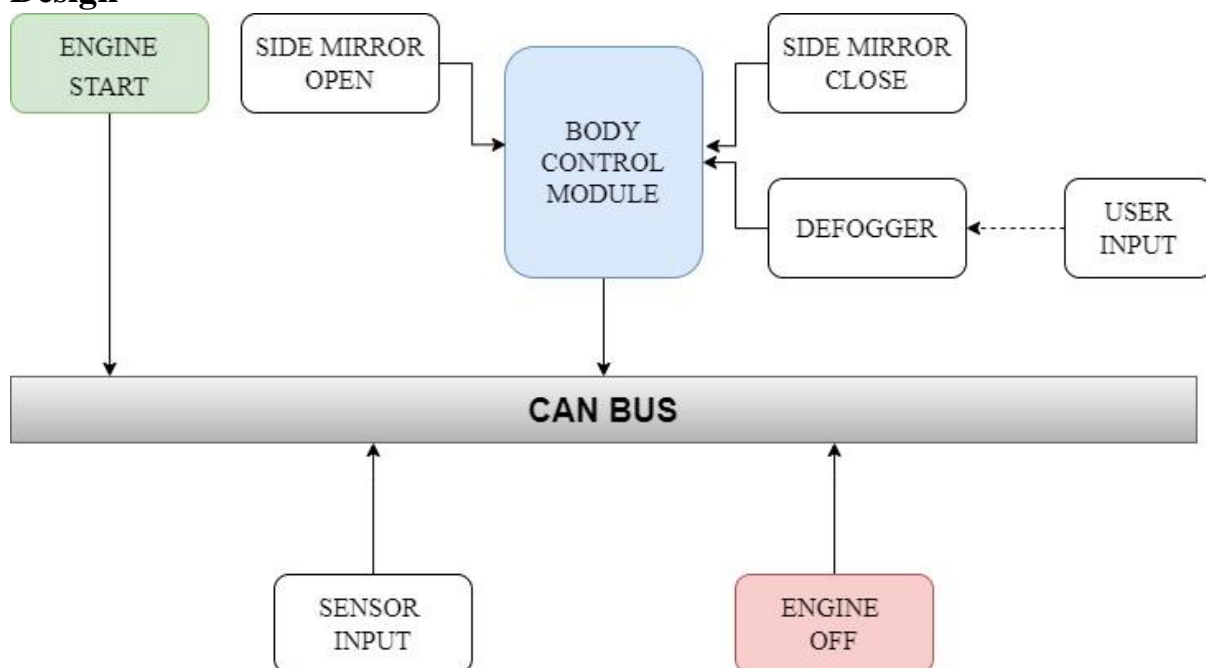 Design
ENGINE
START
SIDE MIRROR
OPEN
BODY
CONTROL
MODULE
SIDE MIRROR
CLOSE
DEFOGGER
USER
INPUT
CAN BUS
SENSOR
INPUT
ENGINE
OFF